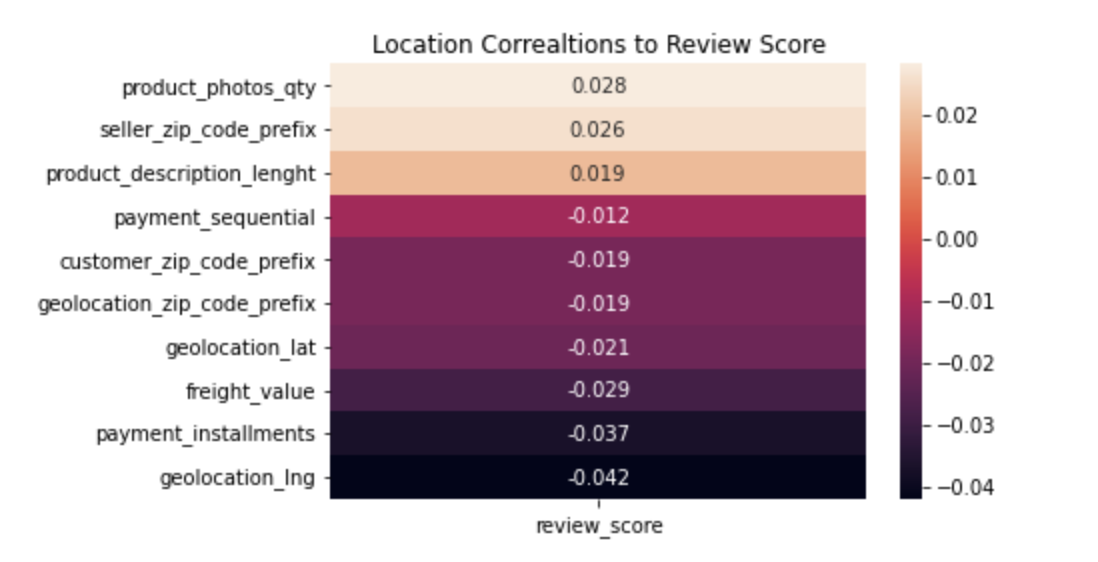 Location Correaltions to Review Score
product_photos_qty 0.028
seller_zip_code_prefix 0.026
product_description_lenght 0.019
payment_sequential -0.012
customer_zip_code_prefix -0.019
geolocation_zip_code_prefix -0.019
geolocation_lat -0.021
freight_value -0.029
payment_installments -0.037
geolocation_lng -0.042
review_score
0.02
0.01
0.00
−0.01
−0.02
−0.03
−0.04